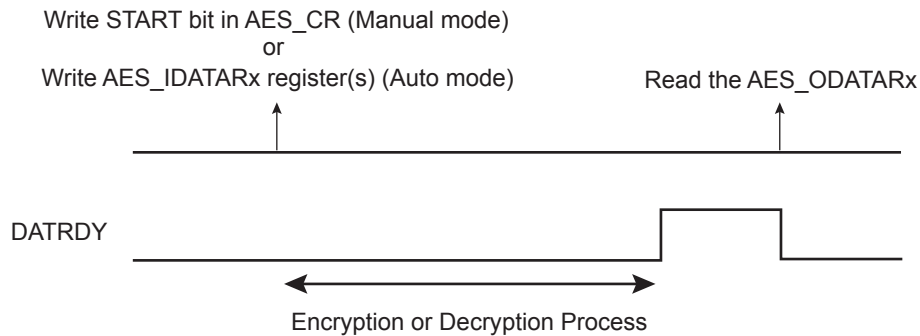 Write START bit in AES_CR (Manual mode)
or
Write AES_IDATARx register(s) (Auto mode)
Read the AES_ODATARx
DATRDY
Encryption or Decryption Process